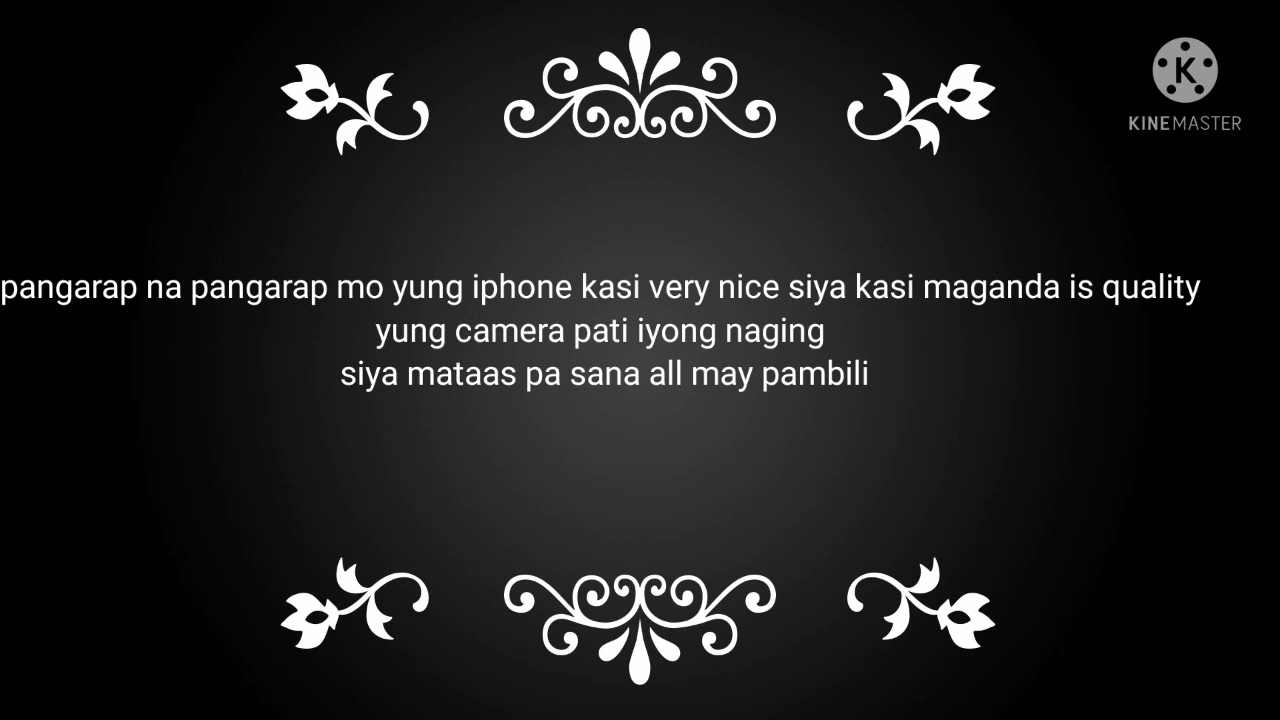 KINEMASTER
pangarap na pangarap mo yung iphone kasi very nice siya kasi maganda is quality
yung camera pati iyong naging
siya mataas pa sana all may pambili